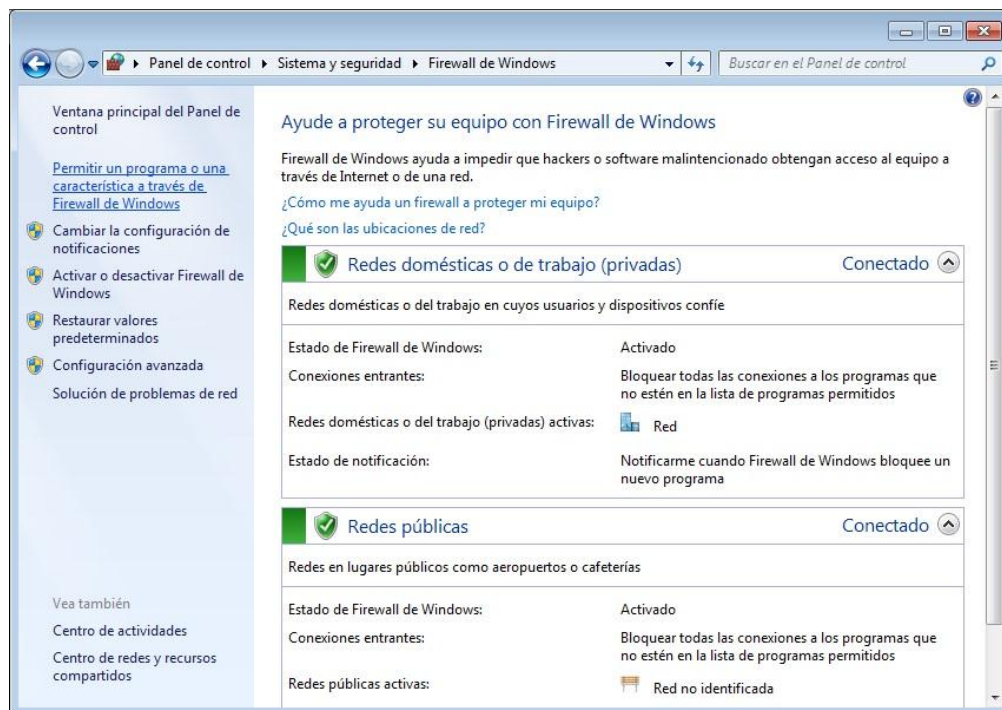 Panel de control ▸ Sistema y seguridad ▸ Firewall de Windows
Buscar en el Panel de control
Ventana principal del Panel de
control
Permitir un programa o una
característica a través de
Firewall de Windows
Cambiar la configuración de
notificaciones
Activar o desactivar Firewall de
Windows
Restaurar valores
predeterminados
Configuración avanzada
Solución de problemas de red
Vea también
Centro de actividades
Centro de redes y recursos
compartidos
Ayude a proteger su equipo con Firewall de Windows
Firewall de Windows ayuda a impedir que hackers o software malintencionado obtengan acceso al equipo a
través de Internet o de una red.
¿Cómo me ayuda un firewall a proteger mi equipo?
¿Qué son las ubicaciones de red?
Redes domésticas o de trabajo (privadas) Conectado
Redes domésticas o del trabajo en cuyos usuarios y dispositivos confíe
Estado de Firewall de Windows: Activado
Conexiones entrantes: Bloquear todas las conexiones a los programas que
no estén en la lista de programas permitidos
Redes domésticas o del trabajo (privadas) activas: Red
Estado de notificación: Notificarme cuando Firewall de Windows bloquee un
nuevo programa
Redes públicas Conectado
Redes en lugares públicos como aeropuertos o cafeterías
Estado de Firewall de Windows: Activado
Conexiones entrantes: Bloquear todas las conexiones a los programas que
no estén en la lista de programas permitidos
Redes públicas activas: Red no identificada